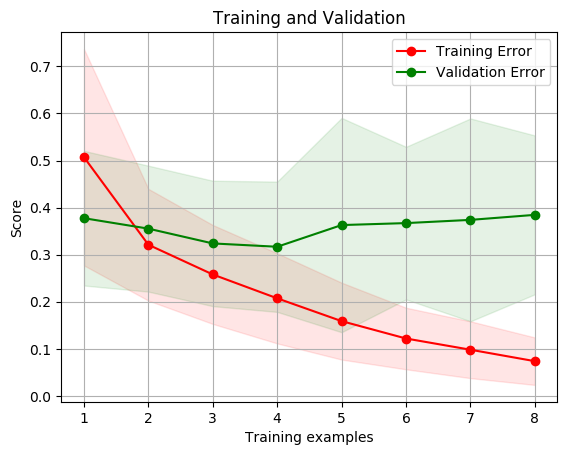 Training and Validation
Training Error
Validation Error
Score
0.7
0.6
0.5
0.4
0.3
0.2
0.1
0.0
1 2 3 4 5 6 7 8
Training examples